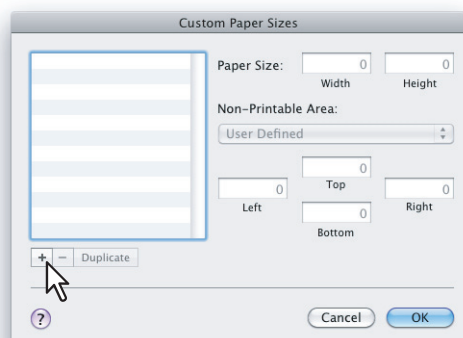 Custom Paper Sizes
Paper Size: 0 0
Width Height
Non-Printable Area:
User Defined
0
Top
0 0
Left Right
0
Bottom
+ − Duplicate
? Cancel OK